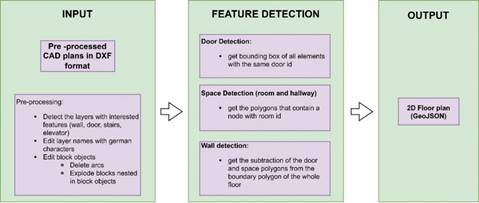 INPUT
Pre -processed
CAD plans in DXF
format
Pre-processing:
• Detect the layers with interested
features (wall, door, stairs,
elevator)
• Edit layer names with german
characters
• Edit block objects
• Delete arcs
• Explode blocks nested
in block objects
FEATURE DETECTION
Door Detection:
• get bounding box of all elements
with the same door id
Space Detection (room and hallway)
• get the polygons that contain a
node with room id
Wall detection:
• get the subtraction of the door
and space polygons from the
boundary polygon of the whole
floor
OUTPUT
2D Floor plan
(GeoJSON)